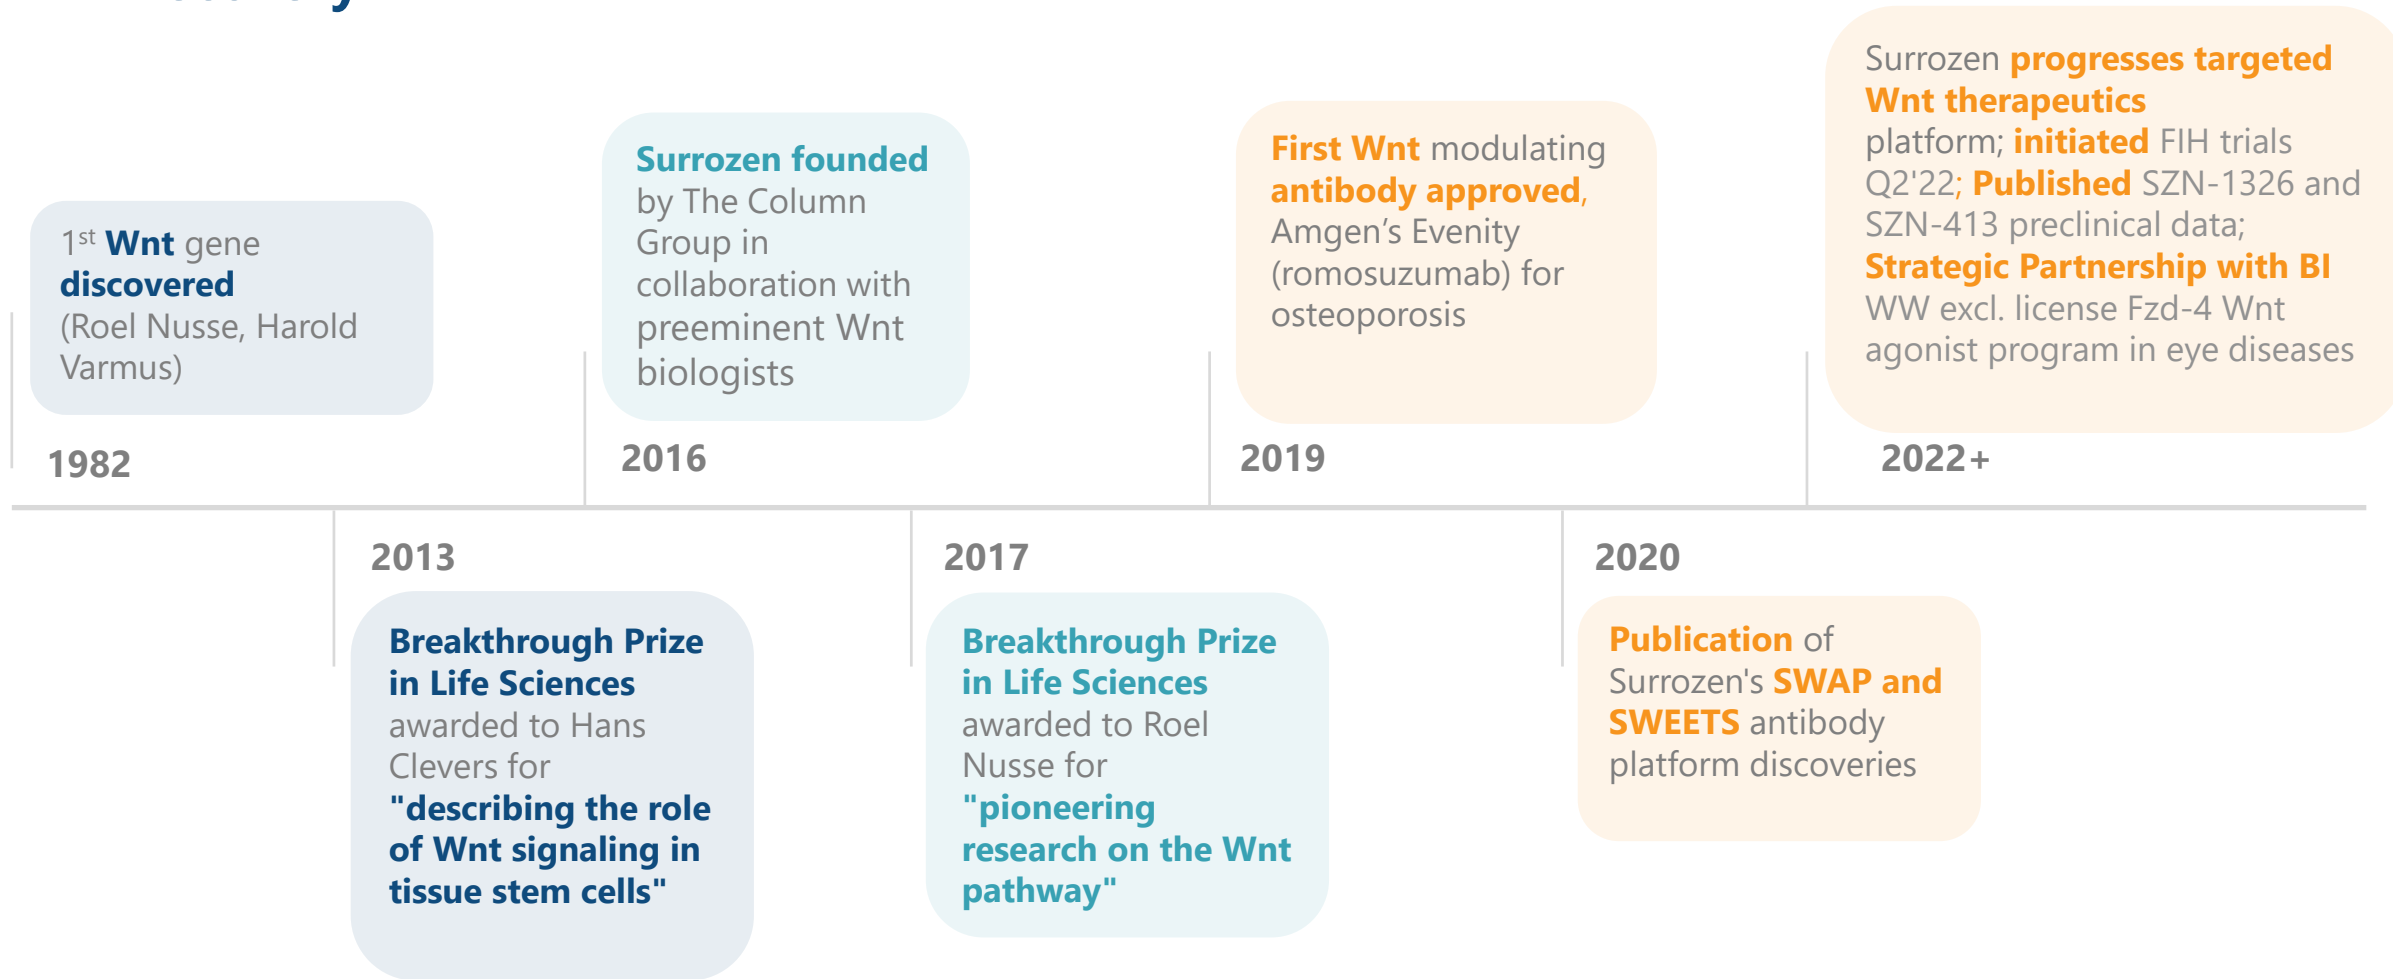 1st Wnt gene
discovered
(Roel Nusse, Harold
Varmus)
1982
2013
Breakthrough Prize
in Life Sciences
awarded to Hans
Clevers for
"describing the role
of Wnt signaling in
tissue stem cells"
Surrozen founded
by The Column
Group in
collaboration with
preeminent Wnt
biologists
2016
2017
Breakthrough Prize
in Life Sciences
awarded to Roel
Nusse for
"pioneering
research on the Wnt
pathway"
First Wnt modulating
antibody approved,
Amgen’s Evenity
(romosuzumab) for
osteoporosis
2019
2020
Publication of
Surrozen's SWAP and
SWEETS antibody
platform discoveries
Surrozen progresses targeted
Wnt therapeutics
platform; initiated FIH trials
Q2'22; Published SZN-1326 and
SZN-413 preclinical data;
Strategic Partnership with BI
WW excl. license Fzd-4 Wnt
agonist program in eye diseases
2022+